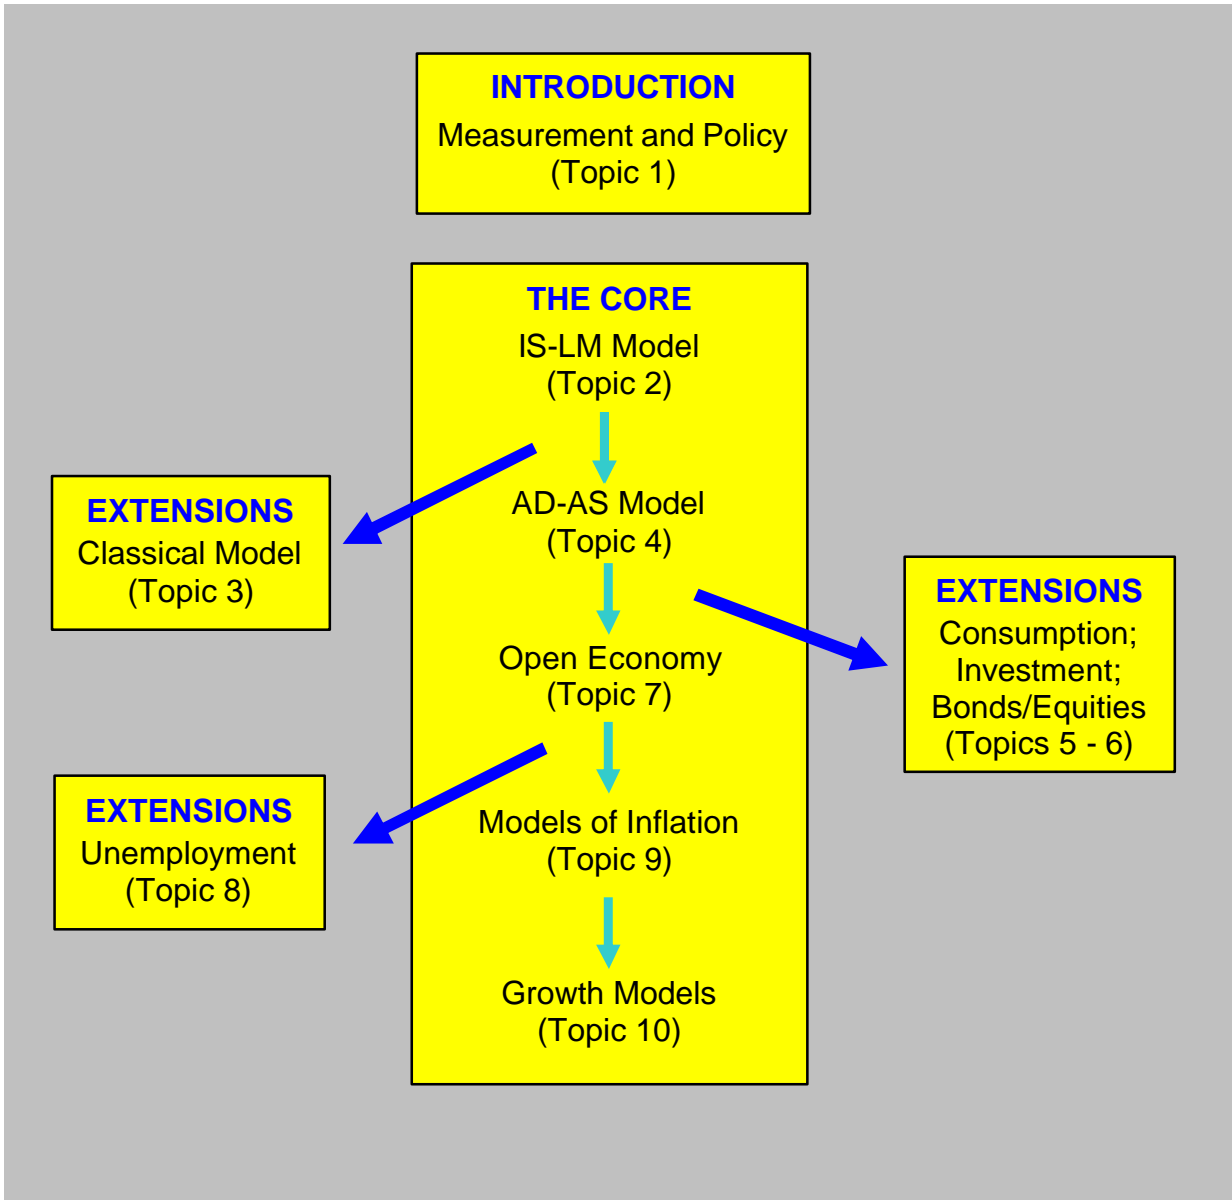 INTRODUCTION
Measurement and Policy
(Topic 1)
THE CORE
IS-LM Model
(Topic 2)
AD-AS Model
(Topic 4)
Open Economy
(Topic 7)
Models of Inflation
(Topic 9)
Growth Models
(Topic 10)
EXTENSIONS
Classical Model
(Topic 3)
EXTENSIONS
Consumption;
Investment;
Bonds/Equities
(Topics 5 - 6)
EXTENSIONS
Unemployment
(Topic 8)